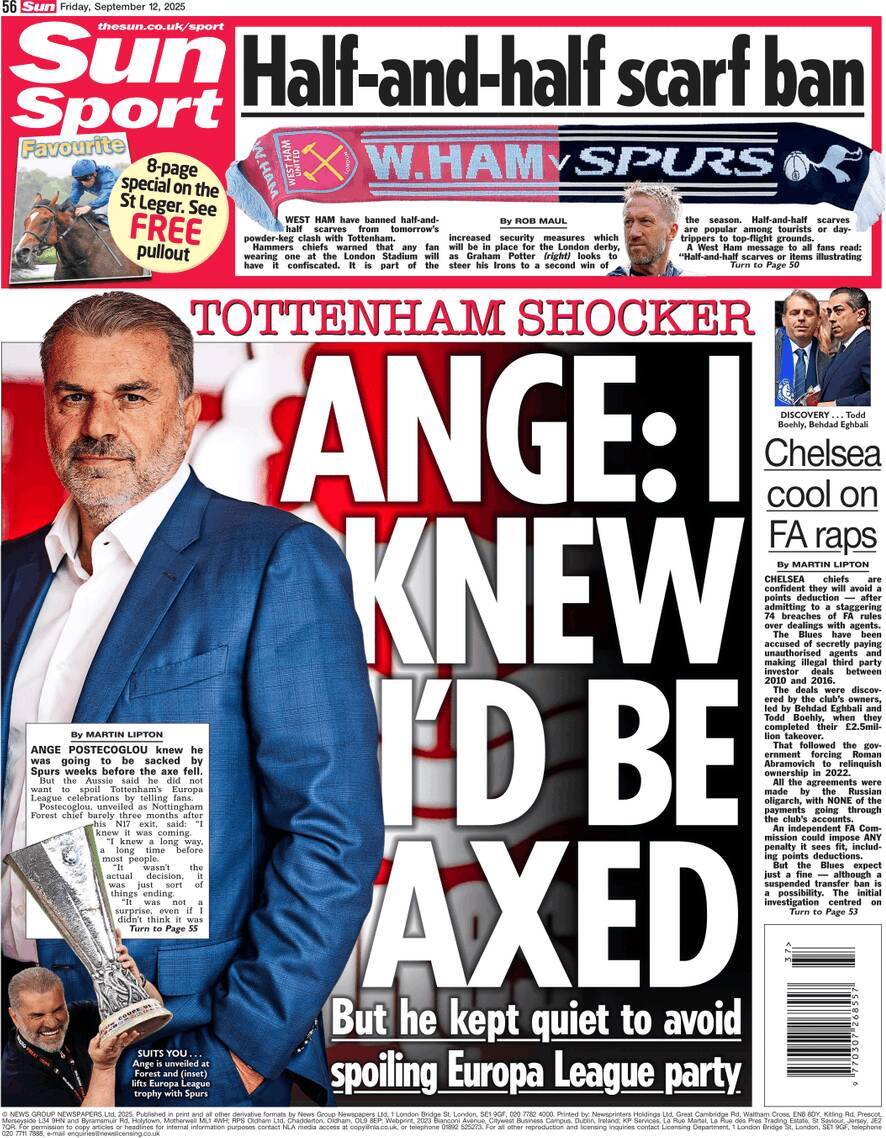 56 Sun Friday, September 12, 2025
thesun.co.uk/sport
Sun
Sport
Favourite
8-page
special on the
St Leger. See
FREE
pullout
Half-and-half scarf ban
W.HAM
WEST HAM
UNITED
LONDON
W.HAM v SPURS
WEST HAM have banned half-and-
half scarves from tomorrow's
powder-keg clash with Tottenham.
Hammers chiefs warned that any fan
wearing one at the London Stadium will
have it confiscated. It is part of the
By ROB MAUL
increased security measures which
will be in place for the London derby,
as Graham Potter (right) looks to
steer his Irons to a second win of
the season. Half-and-half scarves
are popular among tourists or day-
trippers to top-flight grounds.
A West Ham message to all fans read:
"Half-and-half scarves or items illustrating
Turn to Page 50
TOTTENHAM SHOCKER
ANGE: I
KNEW
I'D BE
AXED
But he kept quiet to avoid
spoiling Europa League party
By MARTIN LIPTON
ANGE POSTECOGLOU knew he
was going to be sacked by
Spurs weeks before the axe fell.
But the Aussie said he did not
want to spoil Tottenham's Europa
League celebrations by telling fans.
Postecoglou, unveiled as Nottingham
Forest chief barely three months after
his N17 exit, said: "I
knew it was coming.
"I knew a long way,
a long time before
most people.
"It wasn't the
actual decision, it
was just sort of
things ending.
"It was not a
surprise, even if I
didn't think it was
Turn to Page 55
COUPE UE
SUITS YOU . . .
Ange is unveiled at
Forest and (inset)
lifts Europa League
trophy with Spurs
DISCOVERY . . . Todd
Boehly, Behdad Eghbali
Chelsea
cool on
FA raps
By MARTIN LIPTON
CHELSEA chiefs are
confident they will avoid a
points deduction — after
admitting to a staggering
74 breaches of FA rules
over dealings with agents.
The Blues have been
accused of secretly paying
unauthorised agents and
making illegal third party
investor deals between
2010 and 2016.
The deals were discov-
ered by the club's owners,
led by Behdad Eghbali and
Todd Boehly, when they
completed their £2.5mil-
lion takeover.
That followed the gov-
ernment forcing Roman
Abramovich to relinquish
ownership in 2022.
All the agreements were
made by the Russian
oligarch, with NONE of the
payments going through
the club's accounts.
An independent FA Com-
mission could impose ANY
penalty it sees fit, includ-
ing points deductions.
But the Blues expect
just a fine — although a
suspended transfer ban is
a possibility. The initial
investigation centred on
Turn to Page 53
37>
9 770307 268557
© NEWS GROUP NEWSPAPERS Ltd, 2025. Published in print and all other derivative formats by News Group Newspapers Ltd, 1 London Bridge St, London, SE1 9GF, 020 7782 4000. Printed by: Newsprinters Holdings Ltd, Great Cambridge Rd, Waltham Cross, EN8 8DY, Kitling Rd, Prescot,
Merseyside L34 9HN and Byramsmuir Rd, Holytown, Motherwell ML1 4WH; RPS Oldham Ltd, Chadderton, Oldham, OL9 8EP, Webprint, 2023 Bianconi Avenue, Citywest Business Campus, Dublin, Ireland; KP Services, La Rue Martel, La Rue des Pres Trading Estate, St Saviour, Jersey, JE2
7QR. For permission to copy articles or headlines for internal information purposes contact NLA media access at copy@nla.co.uk, or telephone 01892 525273. For all other reproduction and licensing inquiries contact Licensing Department, 1 London Bridge St, London, SE1 9GF, telephone
020 7711 7888, e-mail enquiries@newslicensing.co.uk